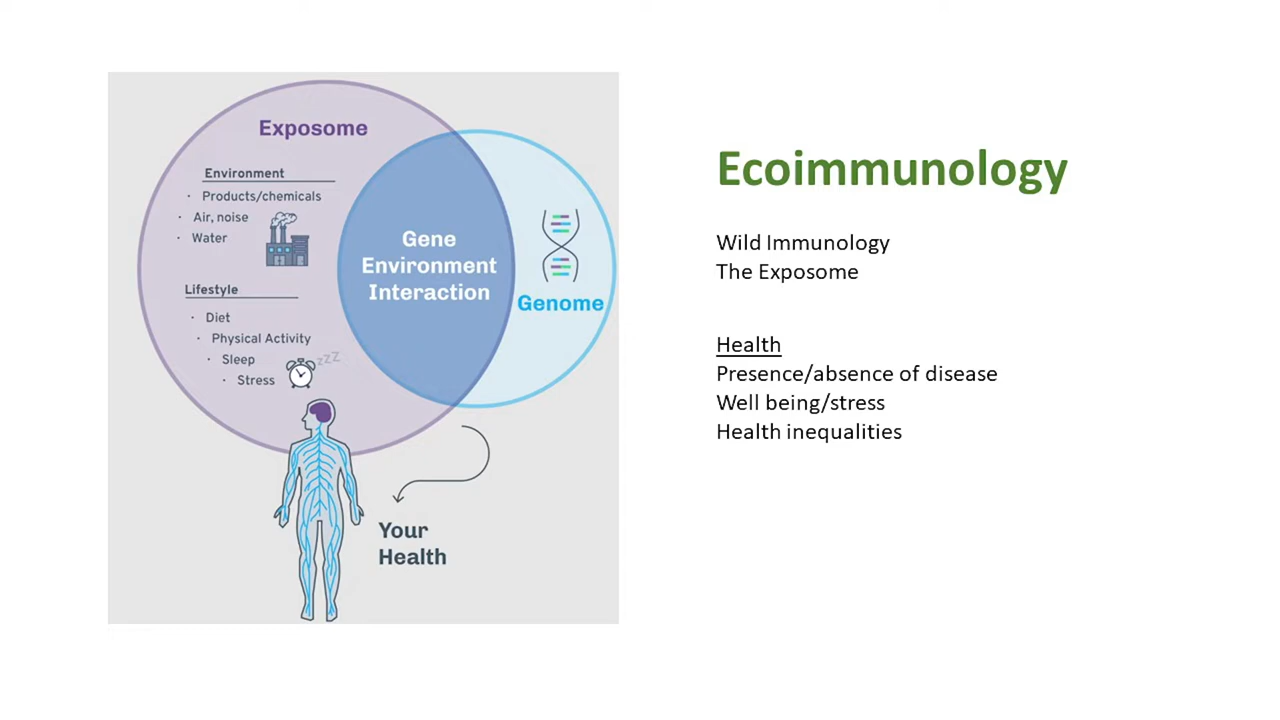 Exposome
Environment
· Products/chemicals
· Air, noise
· Water
Lifestyle
· Diet
· Physical Activity
· Sleep
· Stress
zZZ
Gene
Environment
Interaction
Genome
Your
Health
Ecoimmunology
Wild Immunology
The Exposome
Health
Presence/absence of disease
Well being/stress
Health inequalities